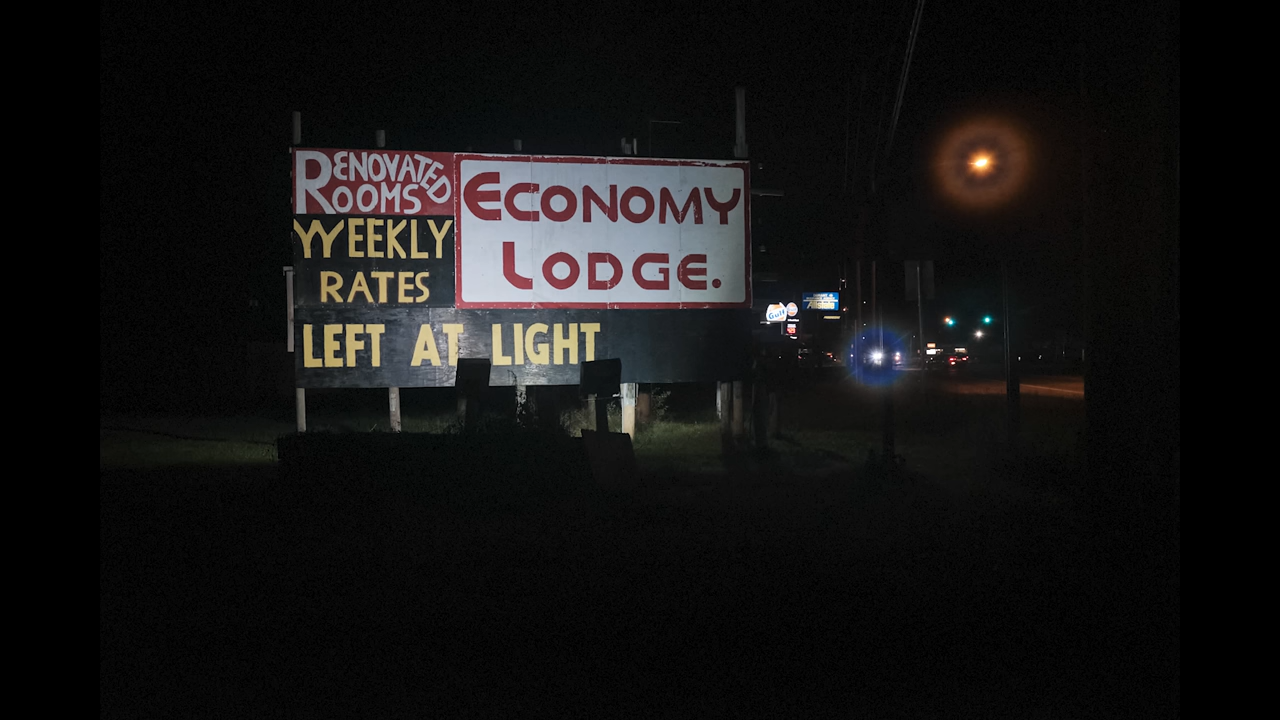 RENOVATED
ROOMS
WEEKLY
RATES
ECONOMY
LODGE.
LEFT AT LIGHT
Gulf